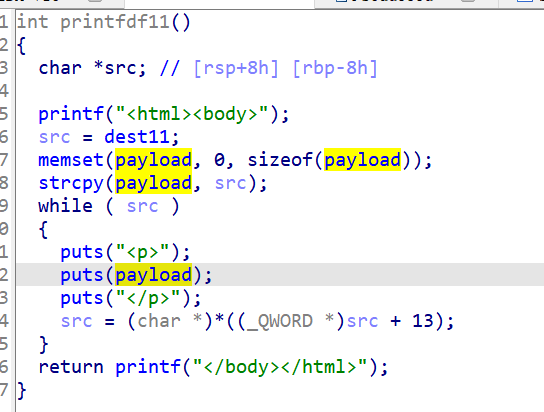 1 int printfdf11()
2 {
3 char *src; // [rsp+8h] [rbp-8h]
4
5 printf("<html><body>");
6 src = dest11;
7 memset(payload, 0, sizeof(payload));
8 strcpy(payload, src);
9 while ( src )
0 {
1 puts("<p>");
2 puts(payload);
3 puts("</p>");
4 src = (char *)*((_QWORD *)src + 13);
5 }
6 return printf("</body></html>");
7 }